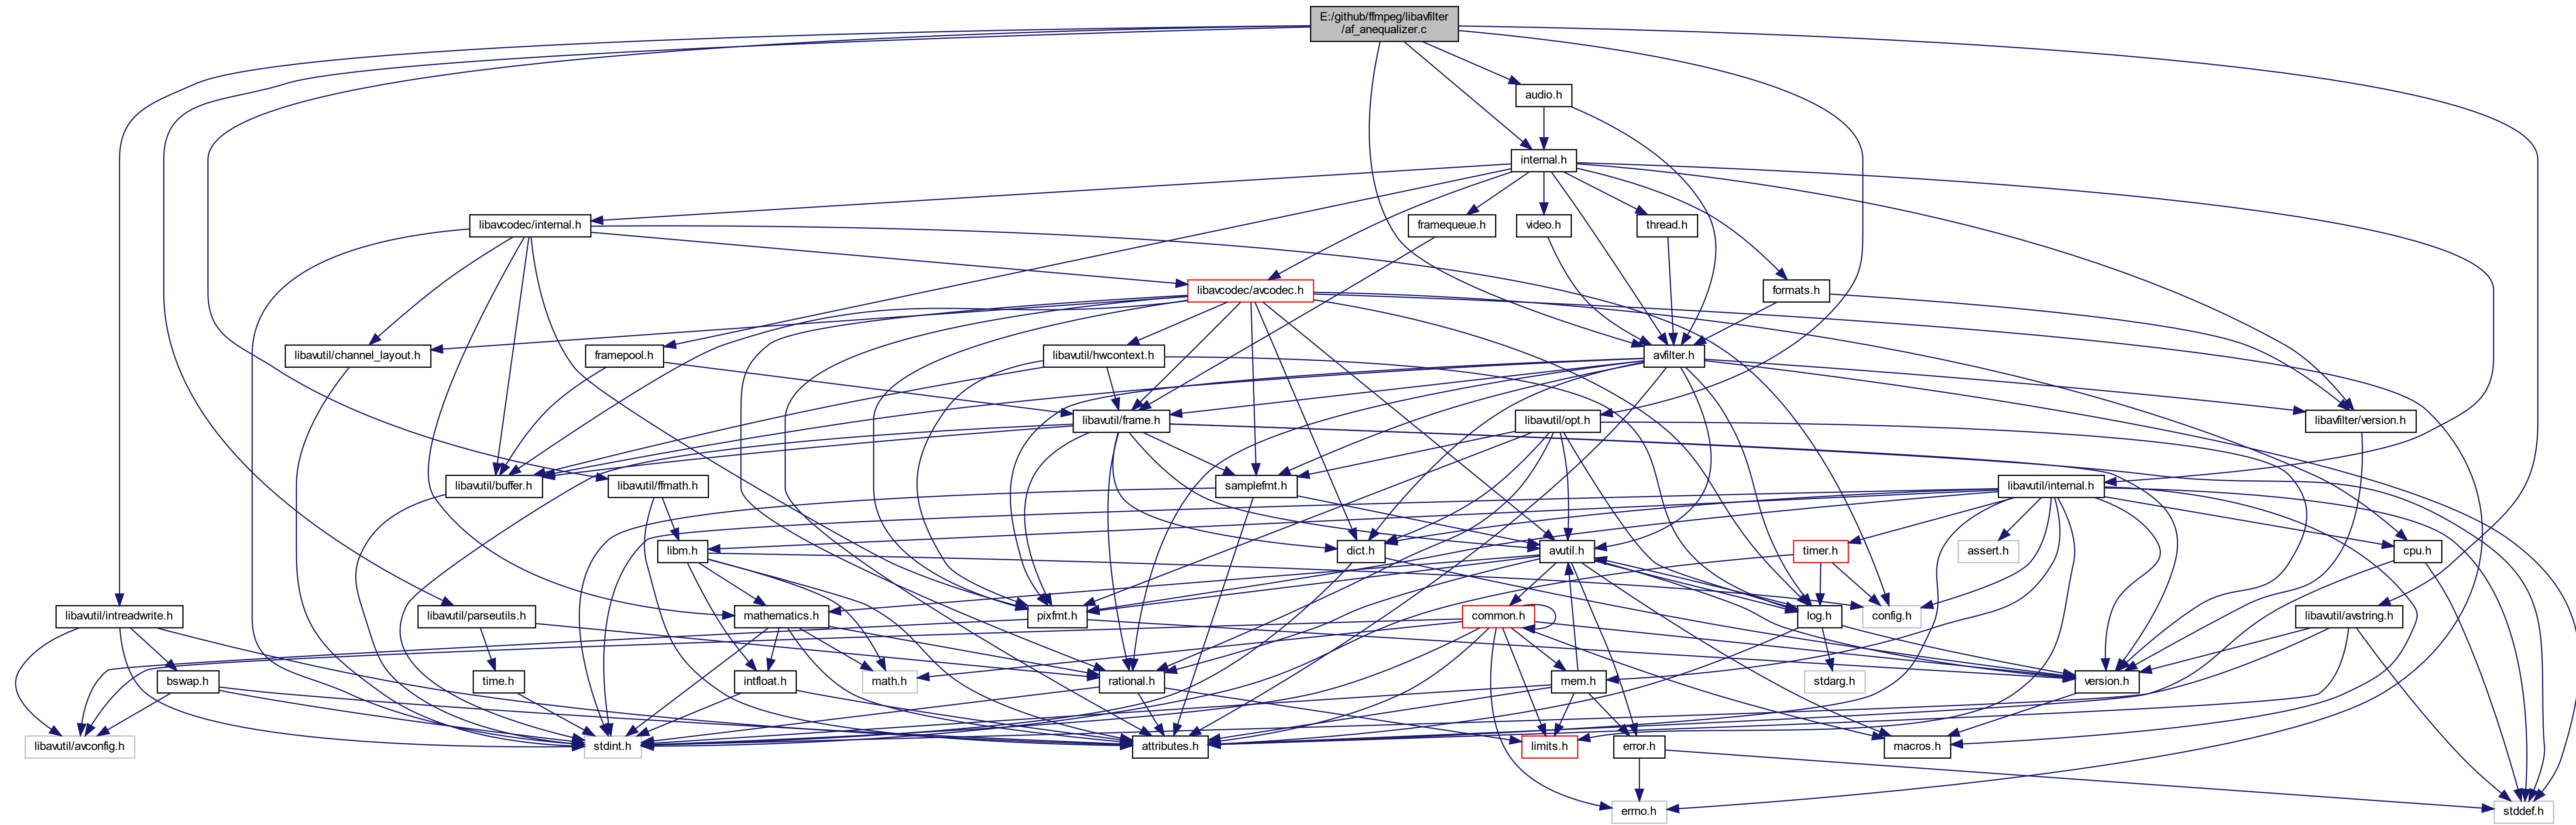 E:/github/ffmpeg/libavfilter
/af_anequalizer.c
audio.h
internal.h
libavcodec/internal.h
framequeue.h
video.h
thread.h
libavcodec/avcodec.h
formats.h
libavutil/channel_layout.h
framepool.h
libavutil/hwcontext.h
avfilter.h
libavutil/frame.h
libavutil/opt.h
libavfilter/version.h
libavutil/buffer.h
libavutil/ffmath.h
samplefmt.h
libavutil/internal.h
libm.h
dict.h
avutil.h
timer.h
assert.h
cpu.h
libavutil/intreadwrite.h
libavutil/parseutils.h
mathematics.h
pixfmt.h
common.h
log.h
config.h
libavutil/avstring.h
bswap.h
time.h
intfloat.h
math.h
rational.h
mem.h
stdarg.h
version.h
libavutil/avconfig.h
stdint.h
attributes.h
limits.h
error.h
macros.h
errno.h
stddef.h